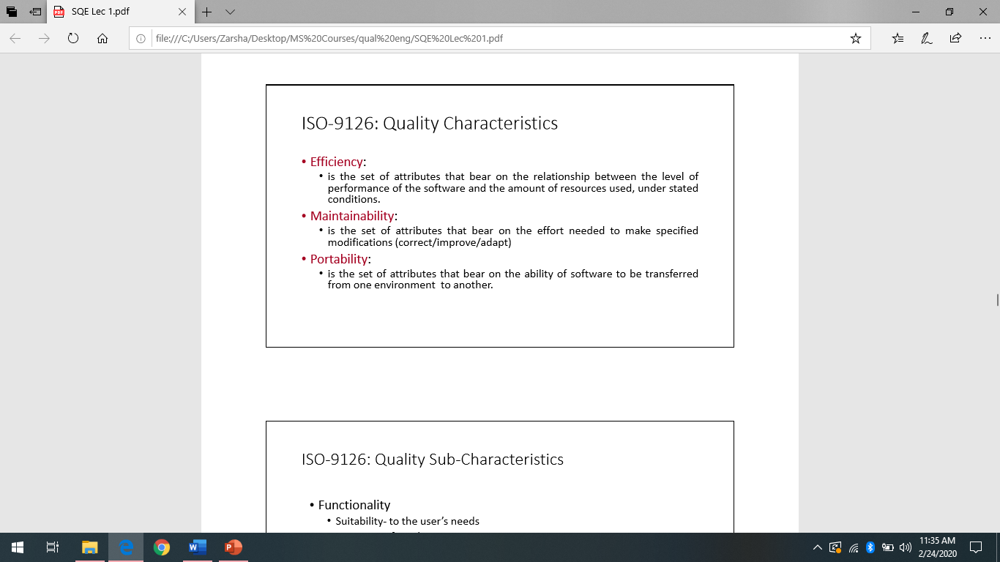 SQE Lec 1.pdf
file:///C:/Users/Zarsha/Desktop/MS%20Courses/qual%20eng/SQE%20Lec%201.pdf
ISO-9126: Quality Characteristics
• Efficiency:
• is the set of attributes that bear on the relationship between the level of
performance of the software and the amount of resources used, under stated
conditions.
• Maintainability:
• is the set of attributes that bear on the effort needed to make specified
modifications (correct/improve/adapt)
• Portability:
• is the set of attributes that bear on the ability of software to be transferred
from one environment to another.
ISO-9126: Quality Sub-Characteristics
• Functionality
• Suitability- to the user's needs
11:35 AM
2/24/2020